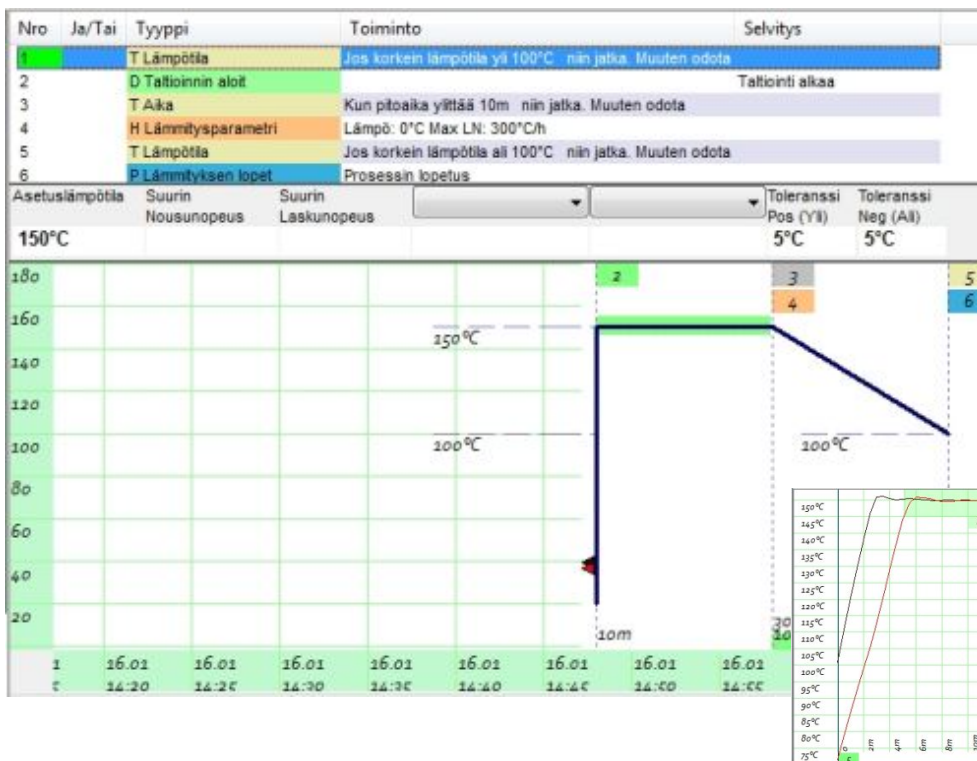 Nro Ja/Tai Tyyppi Toiminto Selvitys
1 T Lämpötila Jos korkein lämpötila yli 100°C niin jatka. Muuten odota
2 D Taltioinnin aloit Taltiointi alkaa
3 T Aika Kun pitoaika ylittää 10m niin jatka. Muuten odota
4 H Lämmitysparametri Lämpö: 0°C Max LN: 300°C/h
5 T Lämpötila Jos korkein lämpötila ali 100°C niin jatka. Muuten odota
6 P Lämmityksen lopet Prosessin lopetus
Asetuslämpötila Suurin Nousunopeus Suurin Laskunopeus Toleranssi Pos (Yli) Toleranssi Neg (Ali)
150°C 5°C 5°C
180 2 3 5
4 6
160
150°C
140
120
100 100°C 100°C
80
60
40
20
10m
16.01 16.01 16.01 16.01 16.01 16.01 16.01 16.01
14:20 14:25 14:30 14:35 14:40 14:45 14:50 14:55
150°C
145°C
140°C
135°C
130°C
125°C
120°C
115°C
110°C
105°C
100°C
95°C
90°C
85°C
80°C
75°C
0 2m 4m 6m 8m 10m